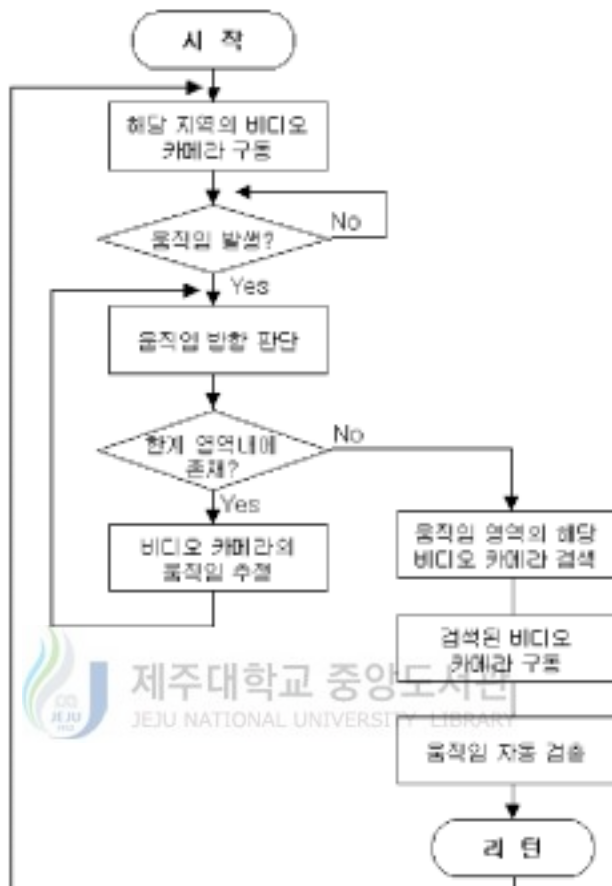 시 작
해당 지역의 비디오
카메라 구동
움직임 발생?
No
Yes
움직임 방향 판단
한계 영역내에
존재?
No
Yes
비디오 카메라의
움직임 추적
움직임 영역의 해당
비디오 카메라 검색
검색된 비디오
카메라 구동
제주대학교 중앙도서관
JEJU NATIONAL UNIVERSITY LIBRARY
JEJU
움직임 자동 검출
리 턴